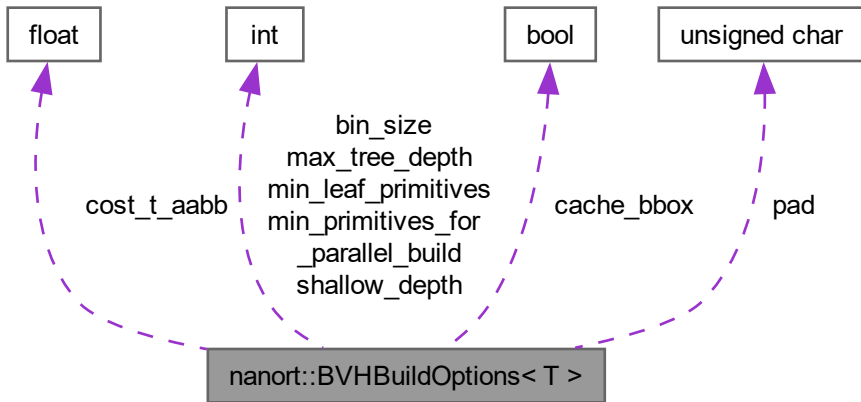 float
int
bool
unsigned char
bin_size
max_tree_depth
min_leaf_primitives
min_primitives_for
_parallel_build
shallow_depth
cost_t_aabb
cache_bbox
pad
nanort::BVHBuildOptions< T >